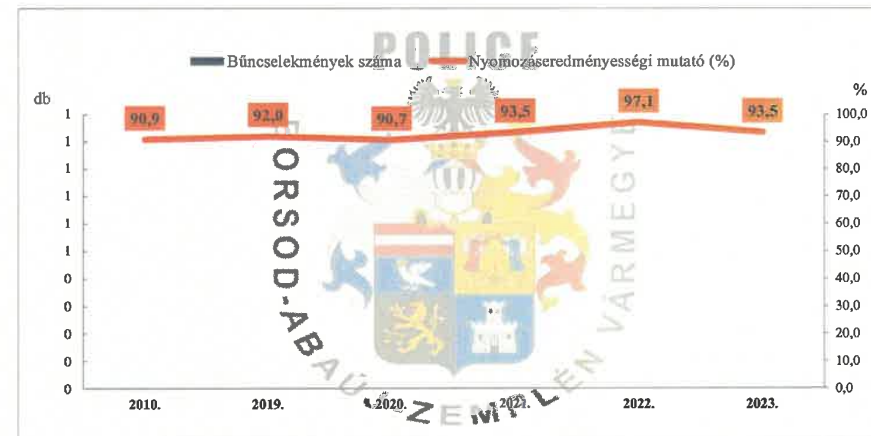 POLICE
Bűncselekmények száma Nyomozáseredményességi mutató (%)
db %
1 90,9 92,0 90,7 93,5 97,1 93,5 100,0
1 90,0
1 80,0
1 70,0
1 60,0
1 50,0
0 40,0
0 30,0
0 20,0
0 10,0
0 0,0
2010. 2019. 2020. 2021. 2022. 2023.
BORSOD-ABAÚJ-ZEMPLÉN VÁRMEGYE